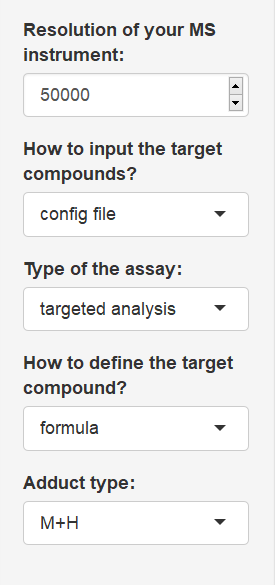 Resolution of your MS
instrument:
50000
How to input the target
compounds?
config file
Type of the assay:
targeted analysis
How to define the target
compound?
formula
Adduct type:
M+H